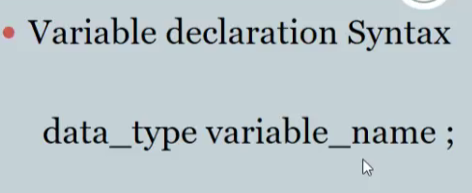 • Variable declaration Syntax
data_type variable_name ;